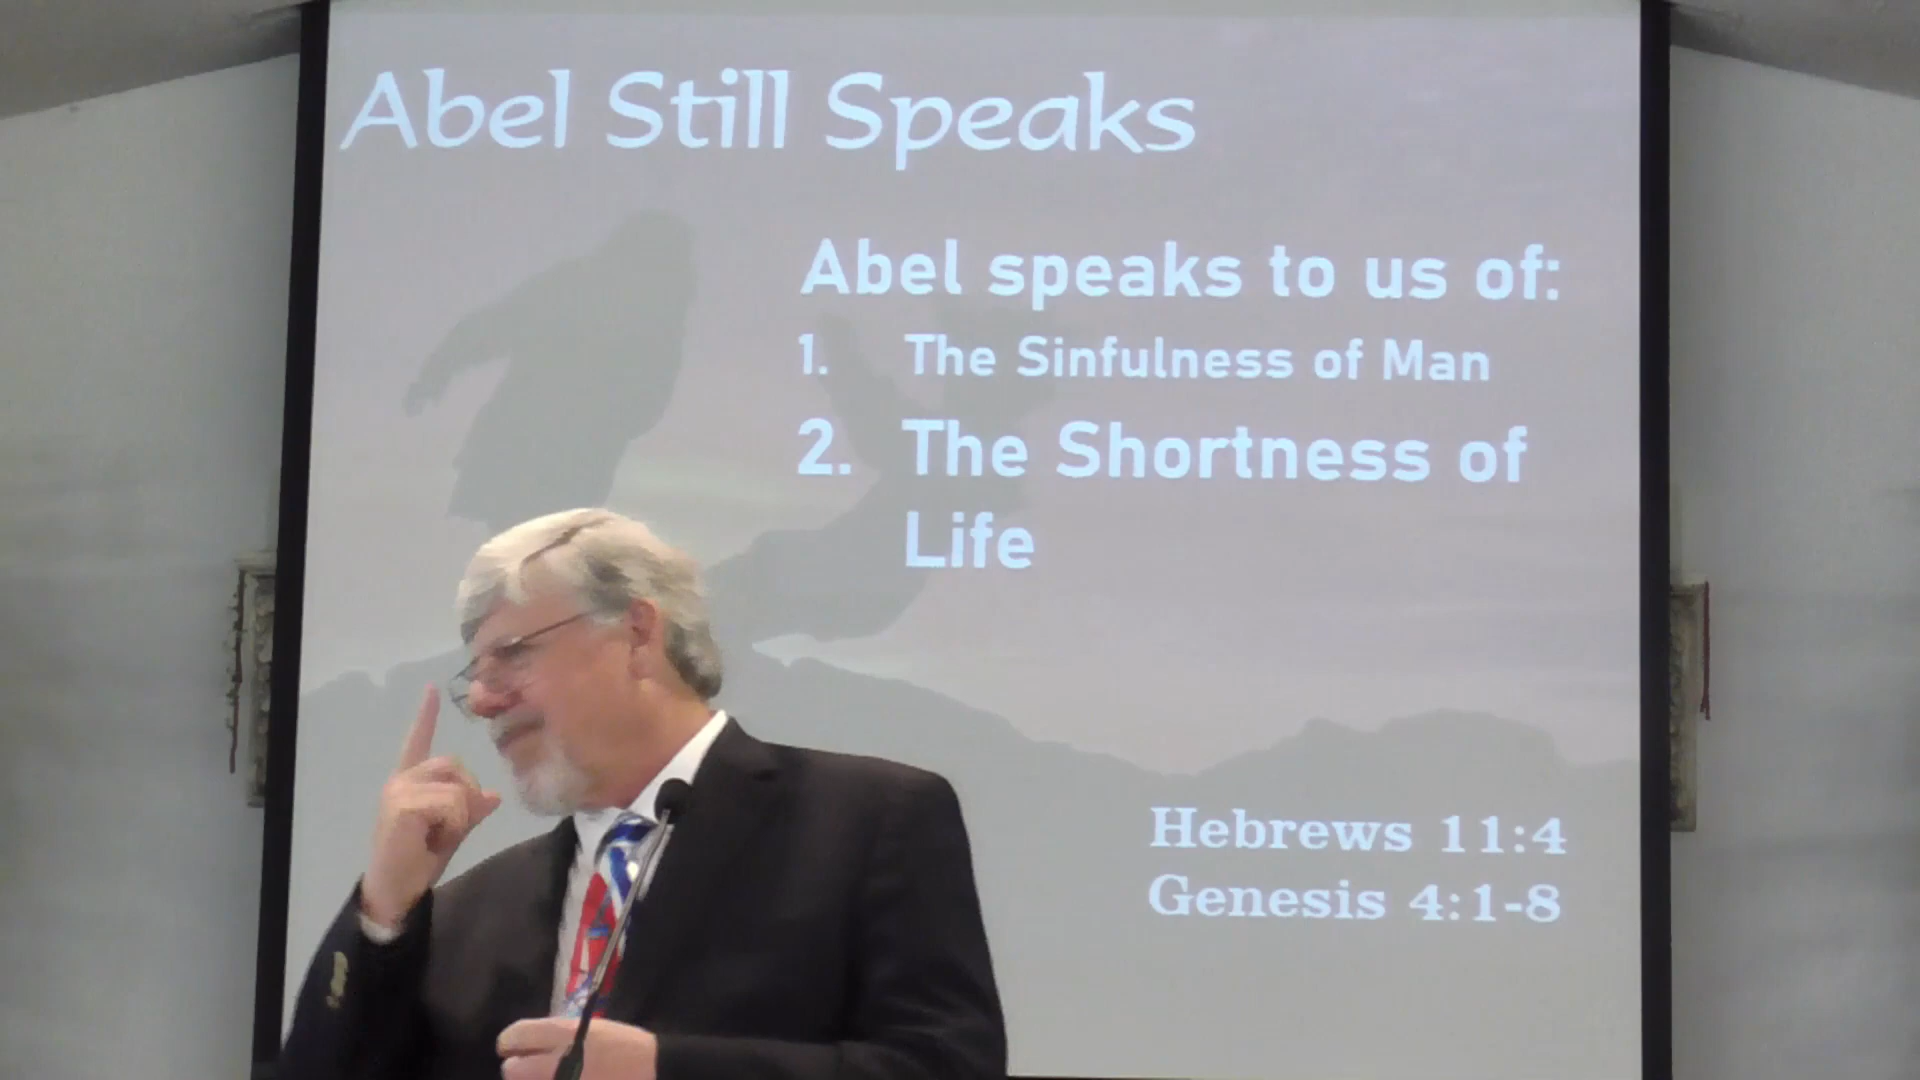 Abel Still Speaks
Abel speaks to us of:
1. The Sinfulness of Man
2. The Shortness of
Life
Hebrews 11:4
Genesis 4:1-8